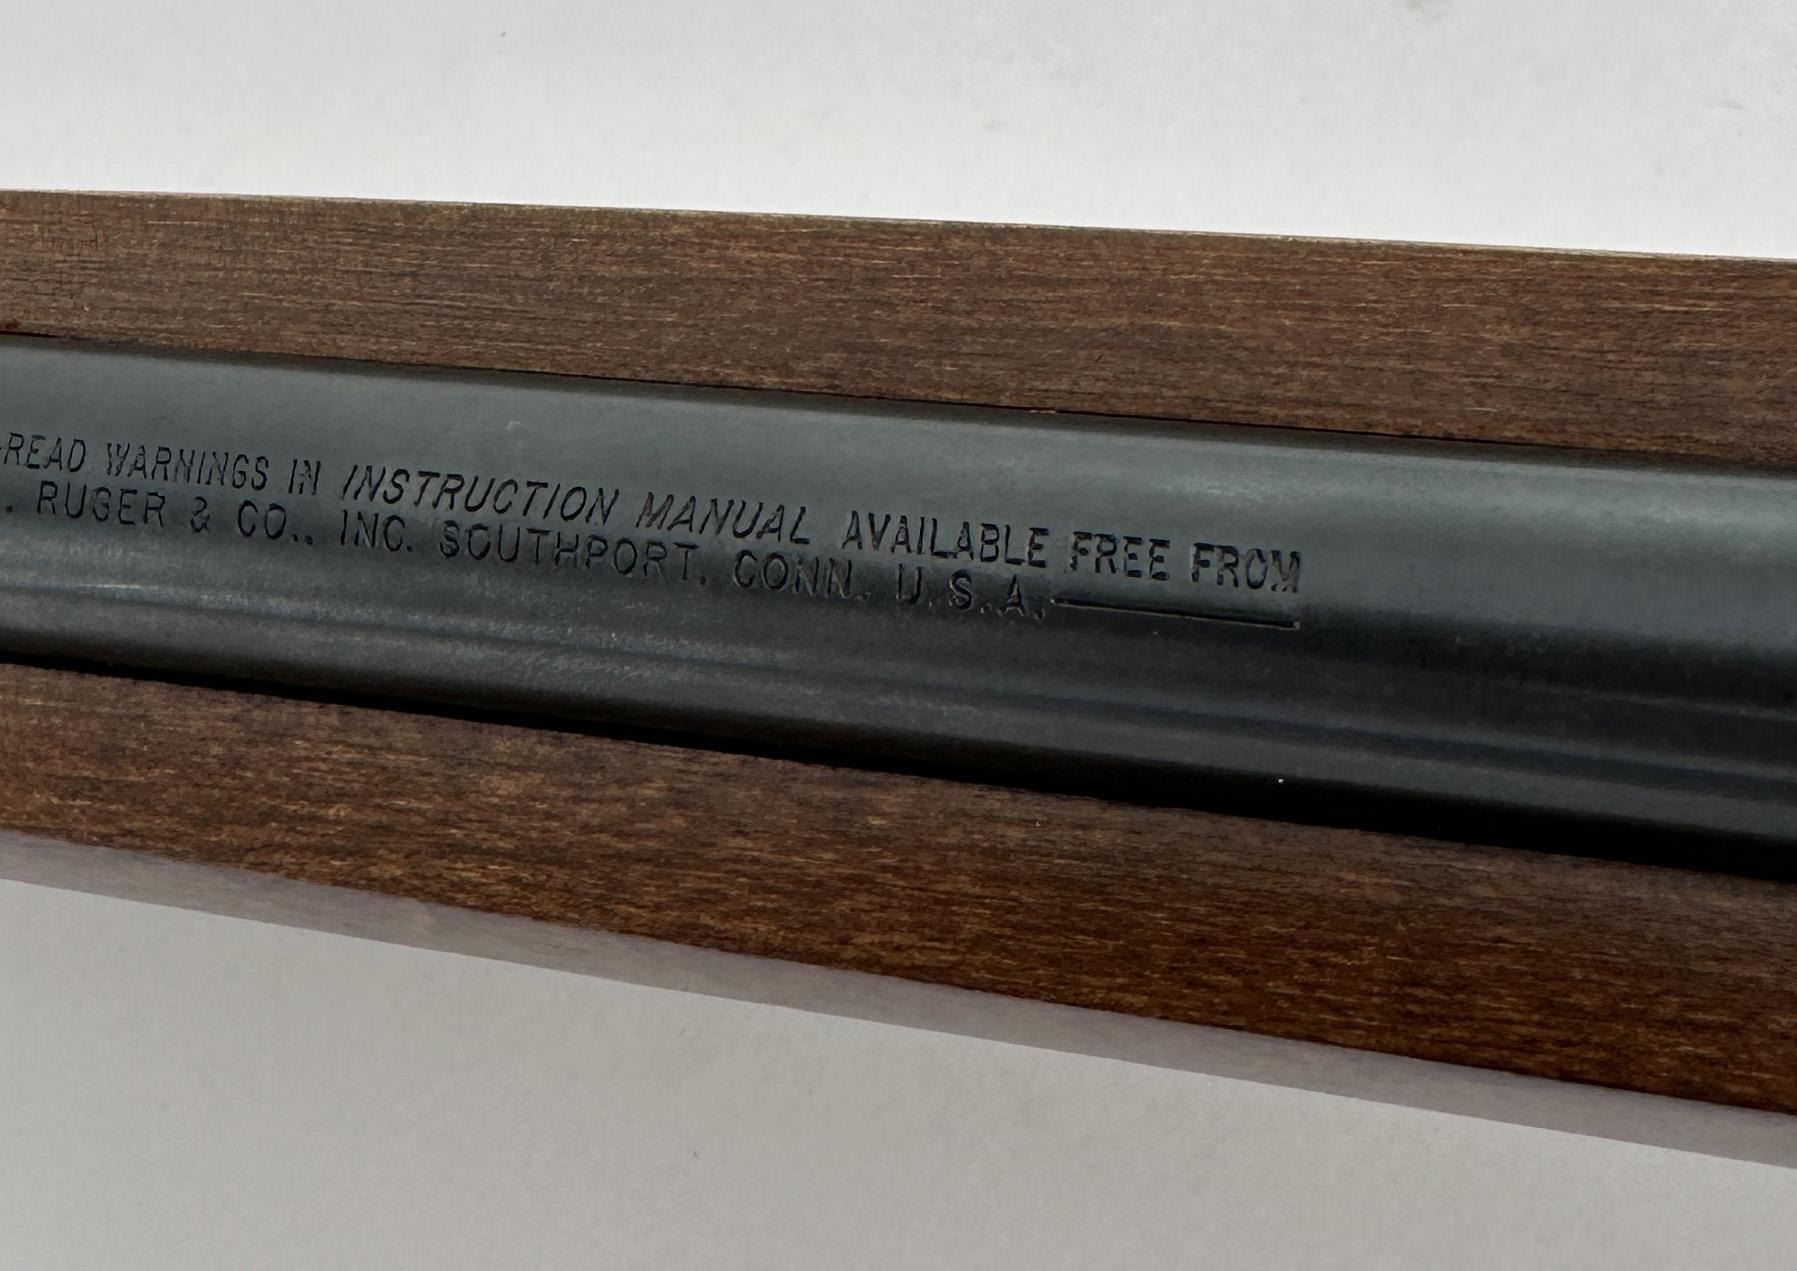 -READ WARNINGS IN INSTRUCTION MANUAL AVAILABLE FREE FROM
. RUGER & CO., INC. SOUTHPORT, CONN. U.S.A.